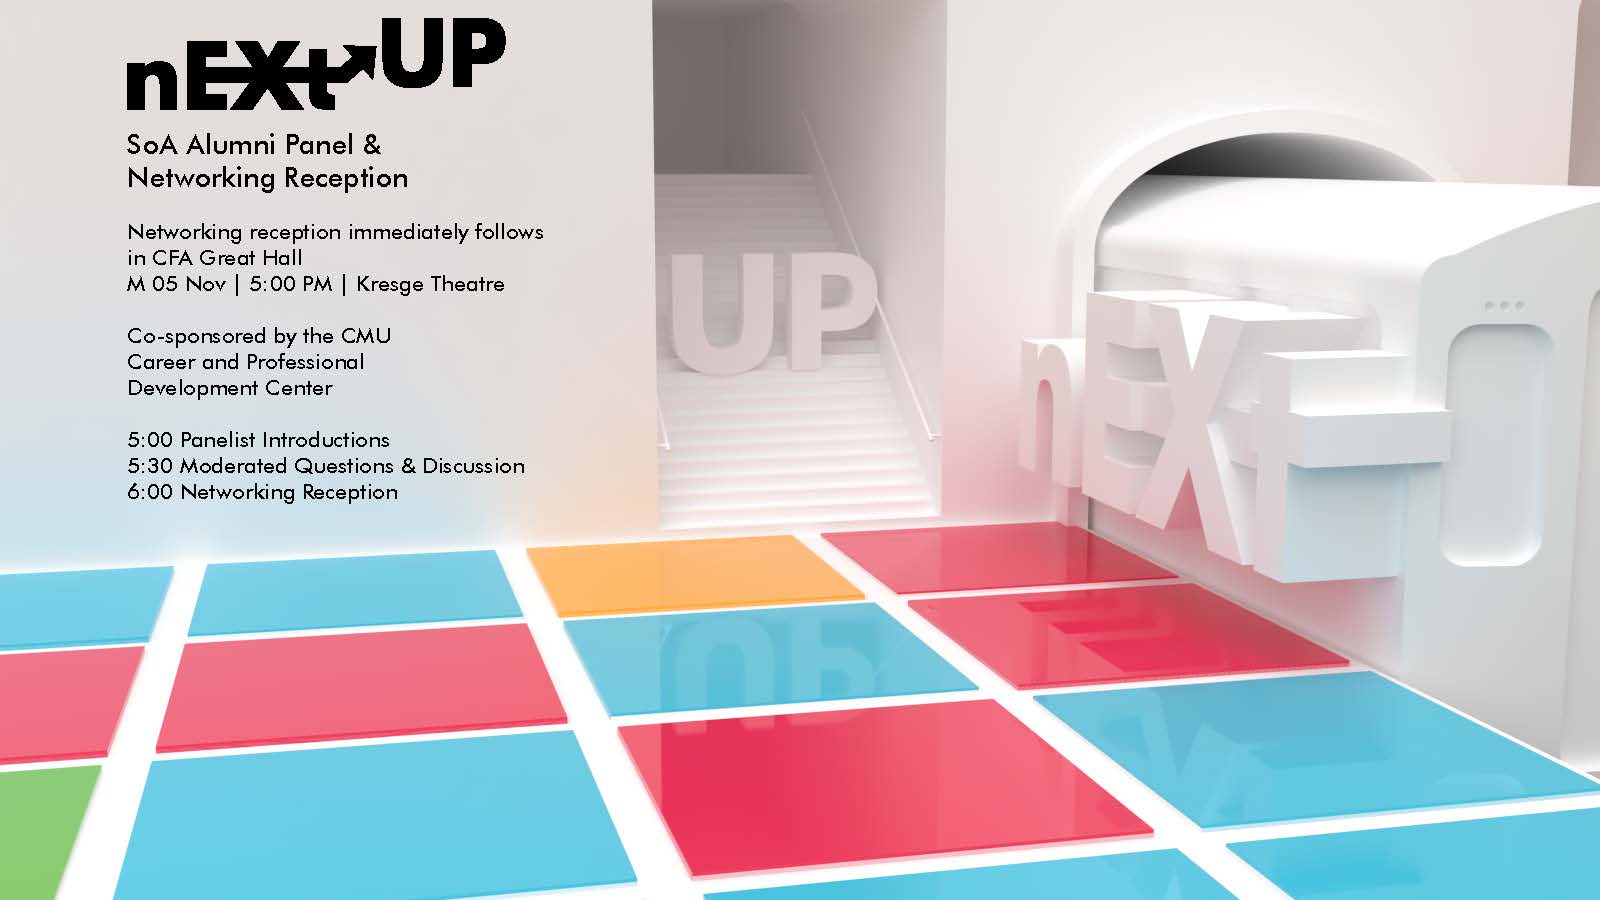 nEXt UP
SoA Alumni Panel &
Networking Reception
Networking reception immediately follows
in CFA Great Hall
M 05 Nov | 5:00 PM | Kresge Theatre
Co-sponsored by the CMU
Career and Professional
Development Center
5:00 Panelist Introductions
5:30 Moderated Questions & Discussion
6:00 Networking Reception
UP
nEXt